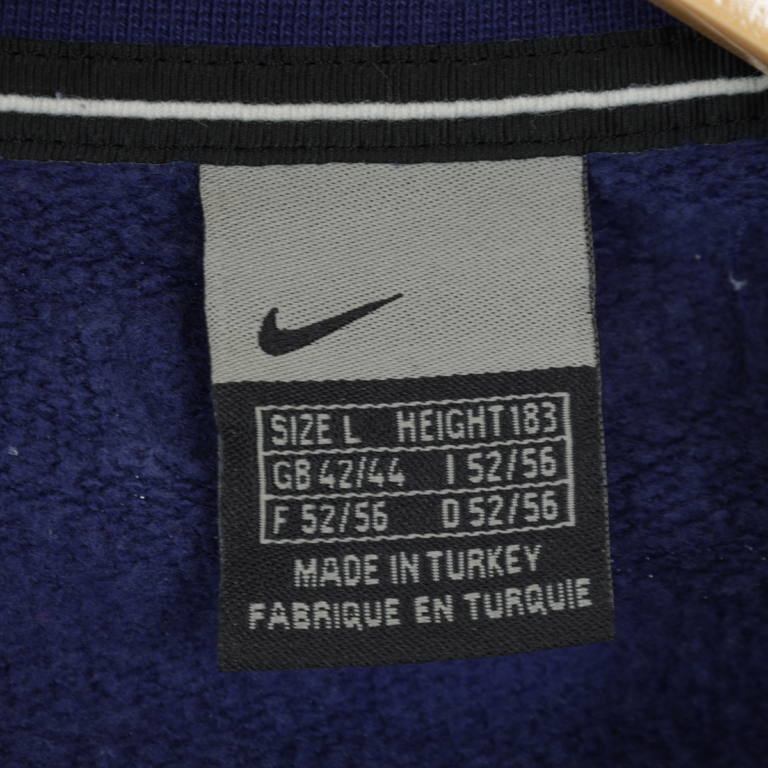 SIZE L HEIGHT 183
GB 42/44 I 52/56
F 52/56 D 52/56
MADE IN TURKEY
FABRIQUE EN TURQUIE